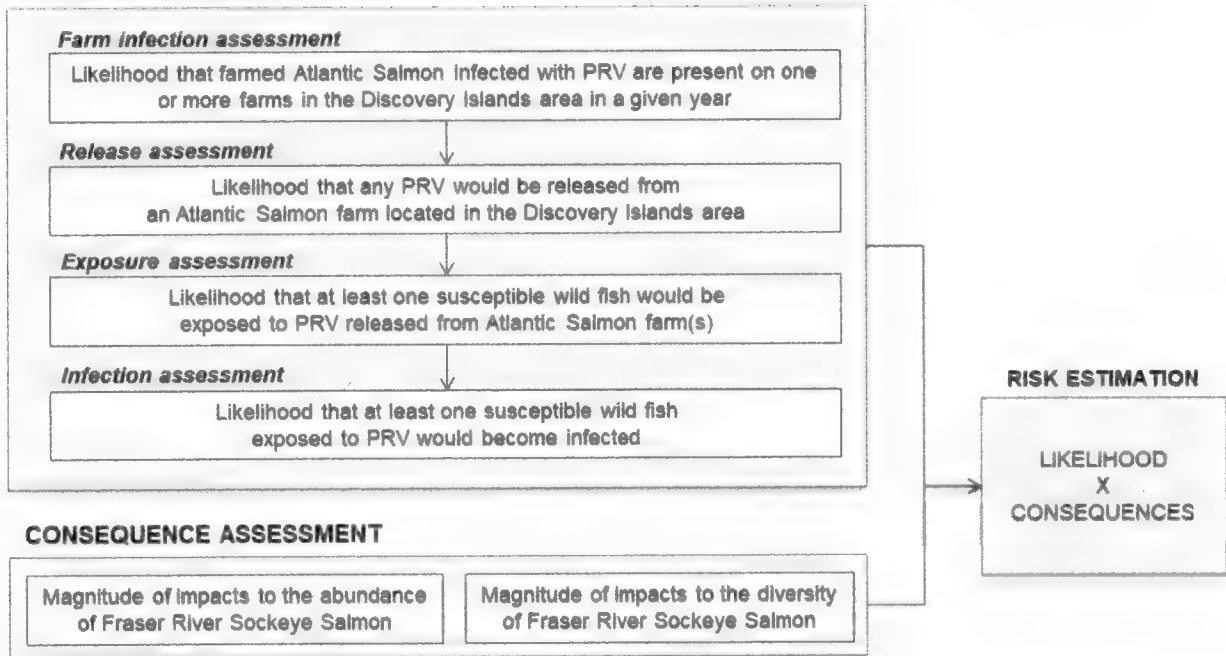 Farm infection assessment
Likelihood that farmed Atlantic Salmon infected with PRV are present on one
or more farms in the Discovery Islands area in a given year
Release assessment
Likelihood that any PRV would be released from
an Atlantic Salmon farm located in the Discovery Islands area
Exposure assessment
Likelihood that at least one susceptible wild fish would be
exposed to PRV released from Atlantic Salmon farm(s)
Infection assessment
Likelihood that at least one susceptible wild fish
exposed to PRV would become infected
RISK ESTIMATION
LIKELIHOOD
X
CONSEQUENCES
CONSEQUENCE ASSESSMENT
Magnitude of impacts to the abundance
of Fraser River Sockeye Salmon
Magnitude of impacts to the diversity
of Fraser River Sockeye Salmon